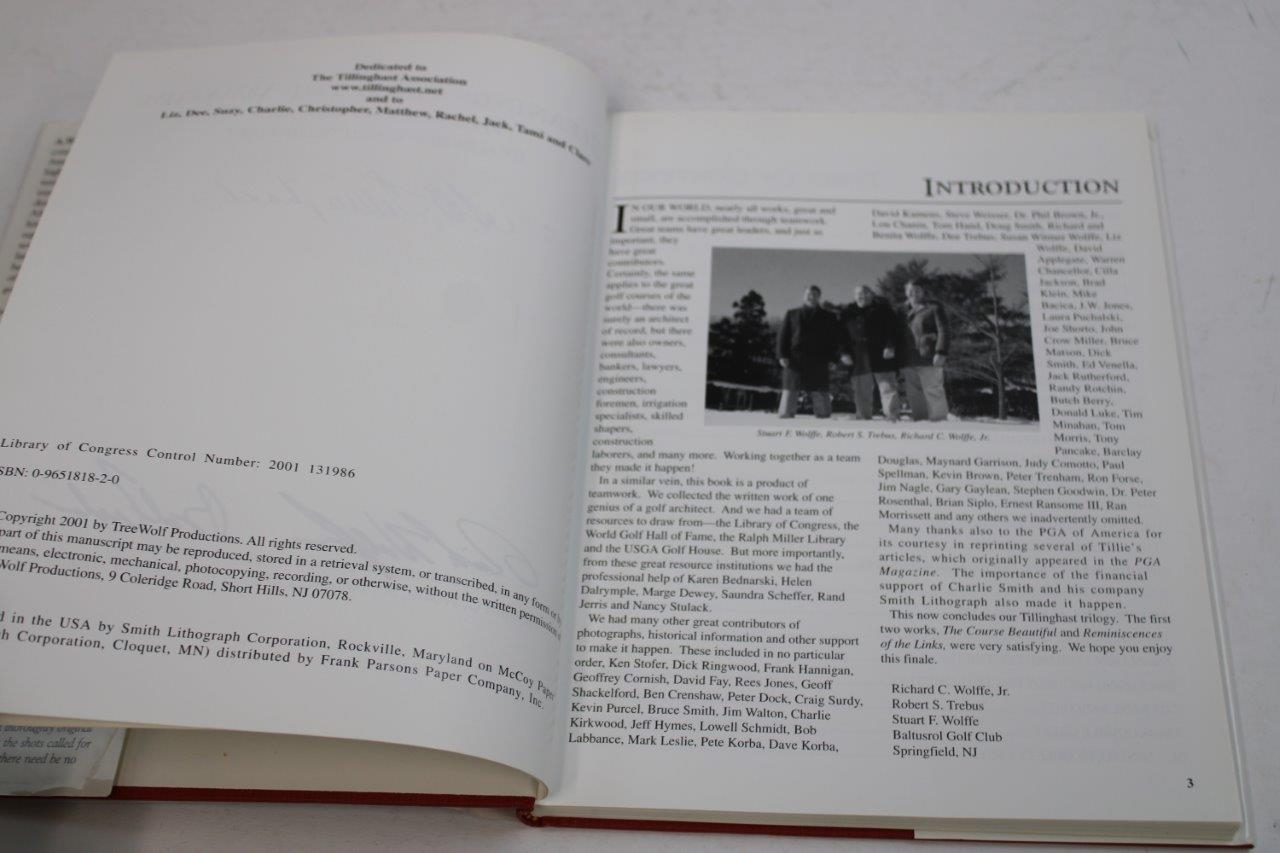 Dedicated to
The Tillinghast Association
www.tillinghast.net
and to
Liz, Dee, Suzy, Charlie, Christopher, Matthew, Rachel, Jack, Tami and
Library of Congress Control Number: 2001 131986
SBN: 0-9651818-2-0
Copyright 2001 by TreeWolf Productions. All rights reserved.
part of this manuscript may be reproduced, stored in a retrieval system, or transcribed, in any form or by
means, electronic, mechanical, photocopying, recording, or otherwise, without the written permission
Wolf Productions, 9 Coleridge Road, Short Hills, NJ 07078.
d in the USA by Smith Lithograph Corporation, Rockville, Maryland on McCoy Paper
h Corporation, Cloquet, MN) distributed by Frank Parsons Paper Company, Inc.
thoroughly original
the shots called for
there need be no
INTRODUCTION
IN OUR WORLD, nearly all works, great and
small, are accomplished through teamwork.
Great teams have great leaders, and just as
important, they
have great
contributors.
Certainly, the same
applies to the great
golf courses of the
world—there was
surely an architect
of record, but there
were also owners,
consultants,
bankers, lawyers,
engineers,
construction
foremen, irrigation
specialists, skilled
shapers,
construction
laborers, and many more. Working together as a team
they made it happen!
In a similar vein, this book is a product of
teamwork. We collected the written work of one
genius of a golf architect. And we had a team of
resources to draw from—the Library of Congress, the
World Golf Hall of Fame, the Ralph Miller Library
and the USGA Golf House. But more importantly,
from these great resource institutions we had the
professional help of Karen Bednarski, Helen
Dalrymple, Marge Dewey, Saundra Scheffer, Rand
Jerris and Nancy Stulack.
We had many other great contributors of
photographs, historical information and other support
to make it happen. These included in no particular
order, Ken Stofer, Dick Ringwood, Frank Hannigan,
Geoffrey Cornish, David Fay, Rees Jones, Geoff
Shackelford, Ben Crenshaw, Peter Dock, Craig Surdy,
Kevin Purcel, Bruce Smith, Jim Walton, Charlie
Kirkwood, Jeff Hymes, Lowell Schmidt, Bob
Labbance, Mark Leslie, Pete Korba, Dave Korba,
Stuart F. Wolffe, Robert S. Trebus, Richard C. Wolffe, Jr.
David Kamens, Steve Weisser, Dr. Phil Brown, Jr.,
Lou Chanin, Tom Hand, Doug Smith, Richard and
Benita Wolffe, Dee Trebus, Susan Winner Wolffe, Liz
Wolffe, David
Applegate, Warren
Chancellor, Cilla
Jackson, Brad
Klein, Mike
Bacica, J.W. Jones,
Laura Puchalski,
Joe Shorto, John
Crow Miller, Bruce
Matson, Dick
Smith, Ed Venella,
Jack Rutherford,
Randy Rotchin,
Butch Berry,
Donald Luke, Tim
Minahan, Tom
Morris, Tony
Pancake, Barclay
Douglas, Maynard Garrison, Judy Comotto, Paul
Spellman, Kevin Brown, Peter Trenham, Ron Forse,
Jim Nagle, Gary Gaylean, Stephen Goodwin, Dr. Peter
Rosenthal, Brian Siplo, Ernest Ransome III, Ran
Morrissett and any others we inadvertently omitted.
Many thanks also to the PGA of America for
its courtesy in reprinting several of Tillie's
articles, which originally appeared in the PGA
Magazine. The importance of the financial
support of Charlie Smith and his company
Smith Lithograph also made it happen.
This now concludes our Tillinghast trilogy. The first
two works, The Course Beautiful and Reminiscences
of the Links, were very satisfying. We hope you enjoy
this finale.
Richard C. Wolffe, Jr.
Robert S. Trebus
Stuart F. Wolffe
Baltusrol Golf Club
Springfield, NJ
3